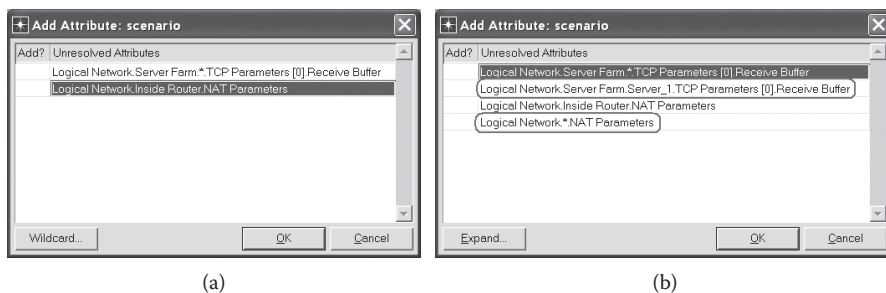 Add Attribute: scenario
Add? Unresolved Attributes
Logical Network.Server Farm.*.TCP Parameters [0].Receive Buffer
Logical Network.Inside Router.NAT Parameters
Wildcard... OK Cancel
(a)
Add Attribute: scenario
Add? Unresolved Attributes
Logical Network.Server Farm.*.TCP Parameters [0].Receive Buffer
Logical Network.Server Farm.Server_1.TCP Parameters [0].Receive Buffer
Logical Network.Inside Router.NAT Parameters
Logical Network.*.NAT Parameters
Expand... OK Cancel
(b)